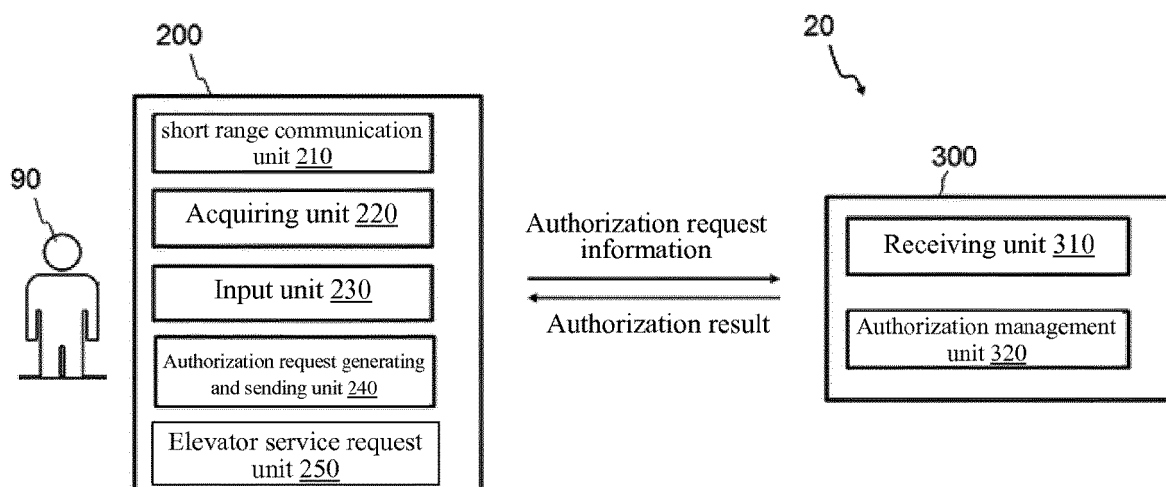 200
20
short range communication
unit 210
90
Acquiring unit 220
Input unit 230
Authorization request generating
and sending unit 240
Elevator service request
unit 250
Authorization request
information
Authorization result
300
Receiving unit 310
Authorization management
unit 320